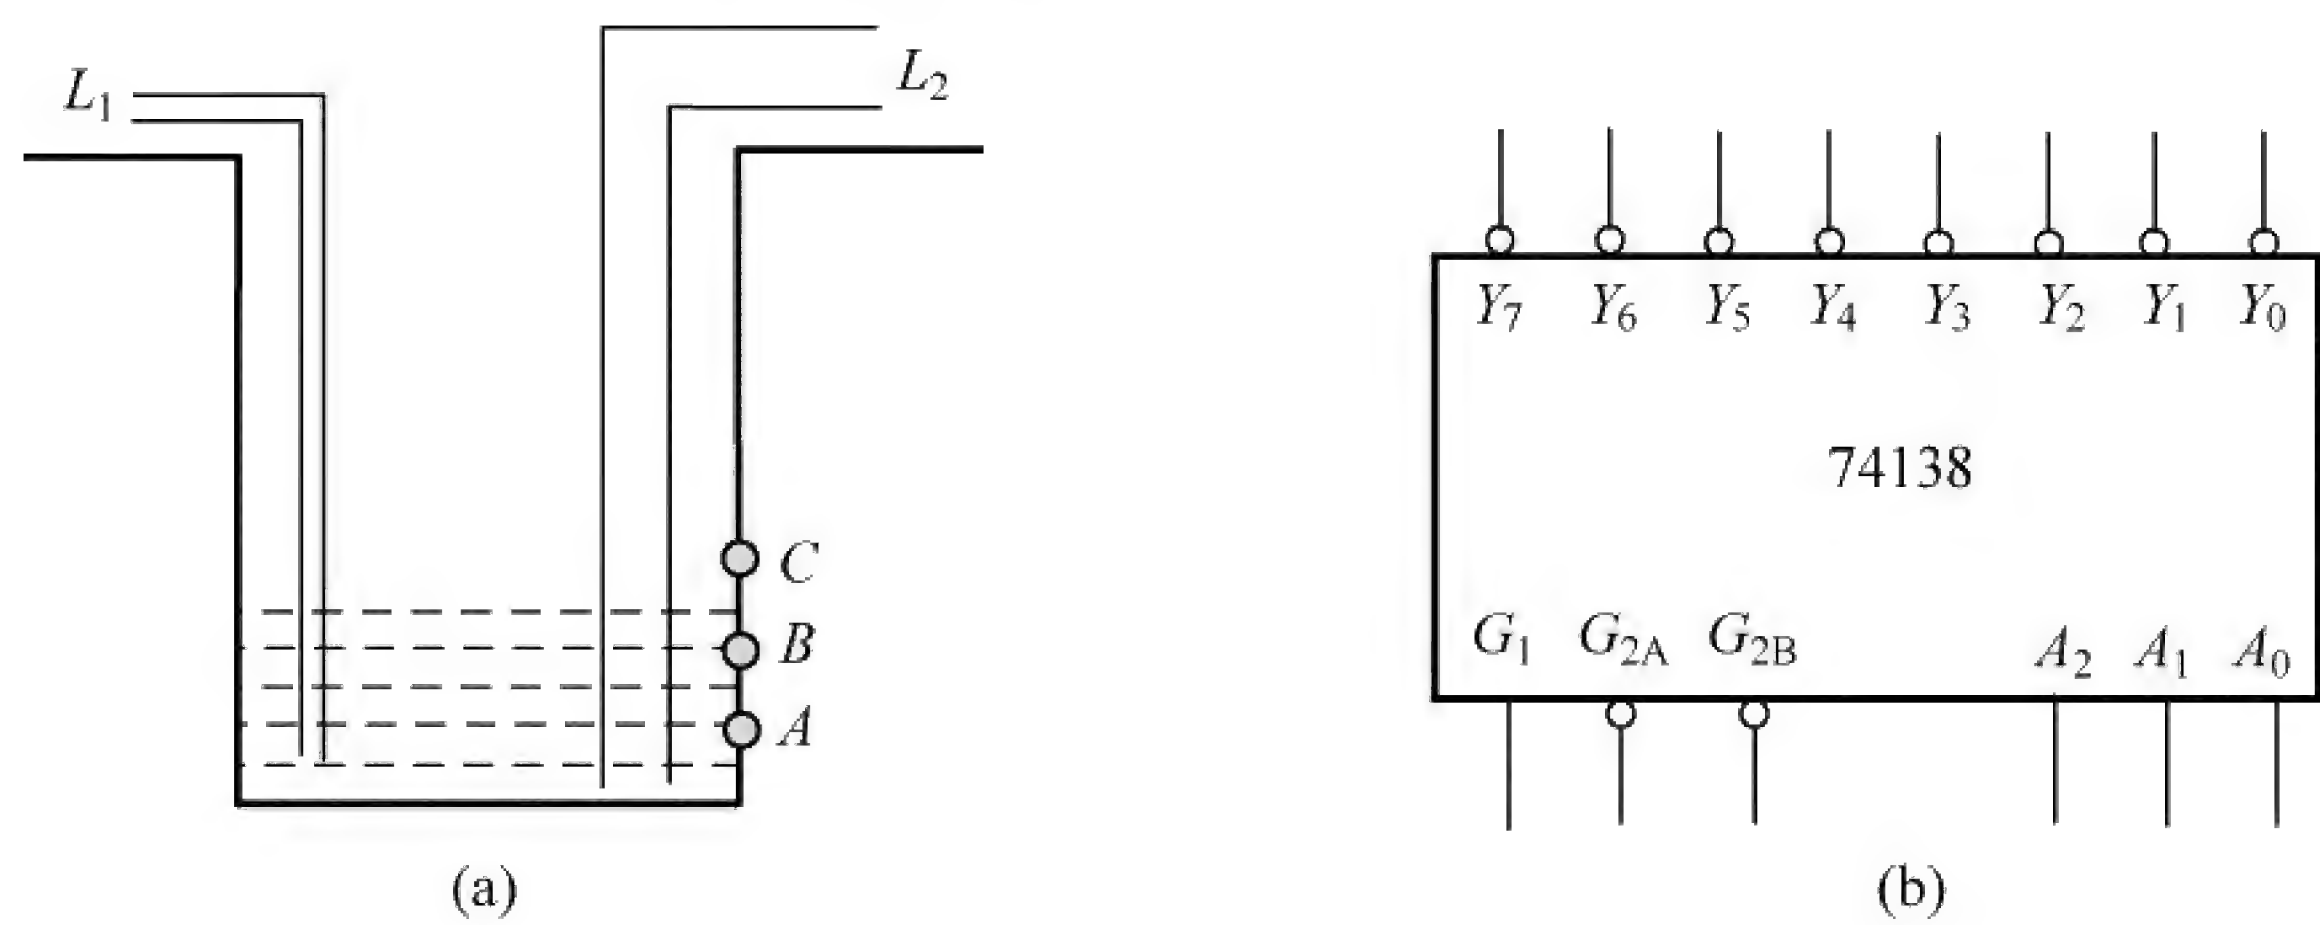 L₁
L₂
C
B
A
(a)
Y₇ Y₆ Y₅ Y₄ Y₃ Y₂ Y₁ Y₀
74138
G₁ G₂A G₂B A₂ A₁ A₀
(b)